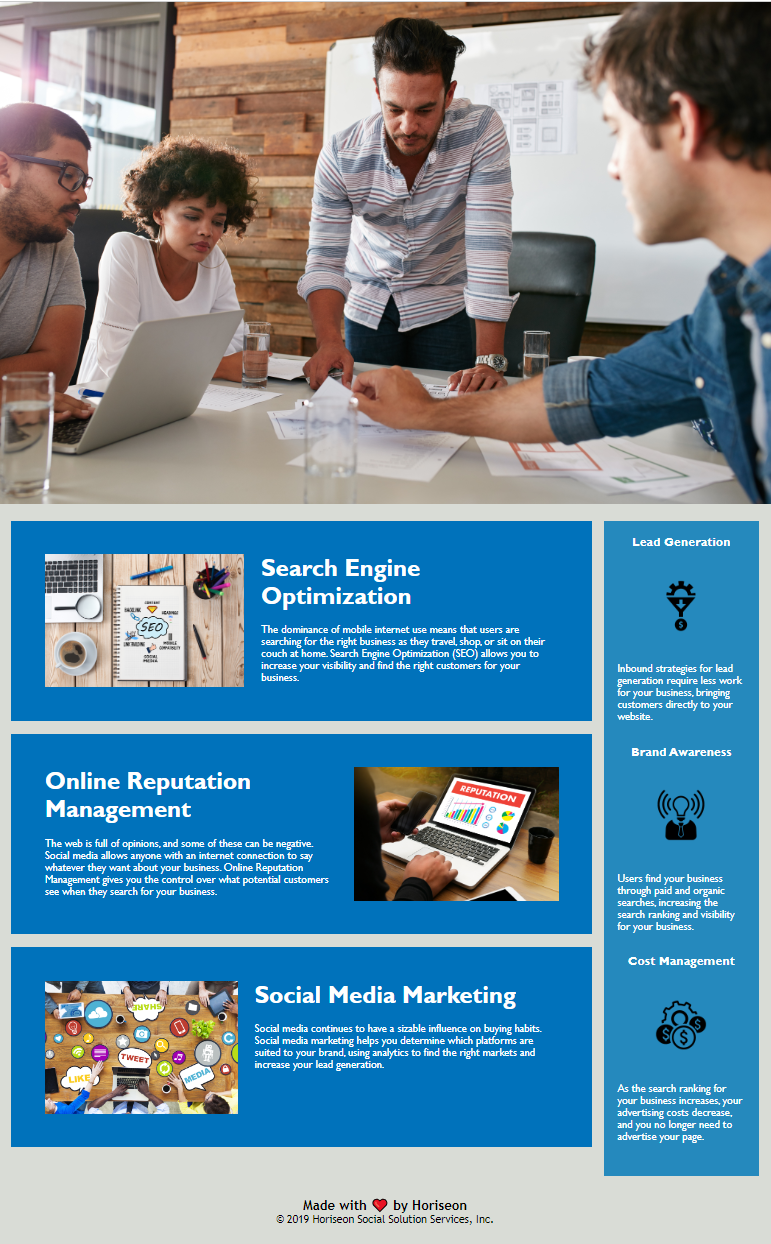 Search Engine
Optimization
The dominance of mobile internet use means that users are
searching for the right business as they travel, shop, or sit on their
couch at home. Search Engine Optimization (SEO) allows you to
increase your visibility and find the right customers for your
business.
SEO
Online Reputation
Management
The web is full of opinions, and some of these can be negative.
Social media allows anyone with an internet connection to say
whatever they want about your business. Online Reputation
Management gives you the control over what potential customers
see when they search for your business.
REPUTATION
SHARE
TWEET
LIKE
MEDIA
Social Media Marketing
Social media continues to have a sizable influence on buying habits.
Social media marketing helps you determine which platforms are
suited to your brand, using analytics to find the right markets and
increase your lead generation.
Lead Generation
$
Inbound strategies for lead
generation require less work
for your business, bringing
customers directly to your
website.
Brand Awareness
Users find your business
through paid and organic
searches, increasing the
search ranking and visibility
for your business.
Cost Management
$ $ $
As the search ranking for
your business increases, your
advertising costs decrease,
and you no longer need to
advertise your page.
Made with ❤️ by Horiseon
© 2019 Horiseon Social Solution Services, Inc.